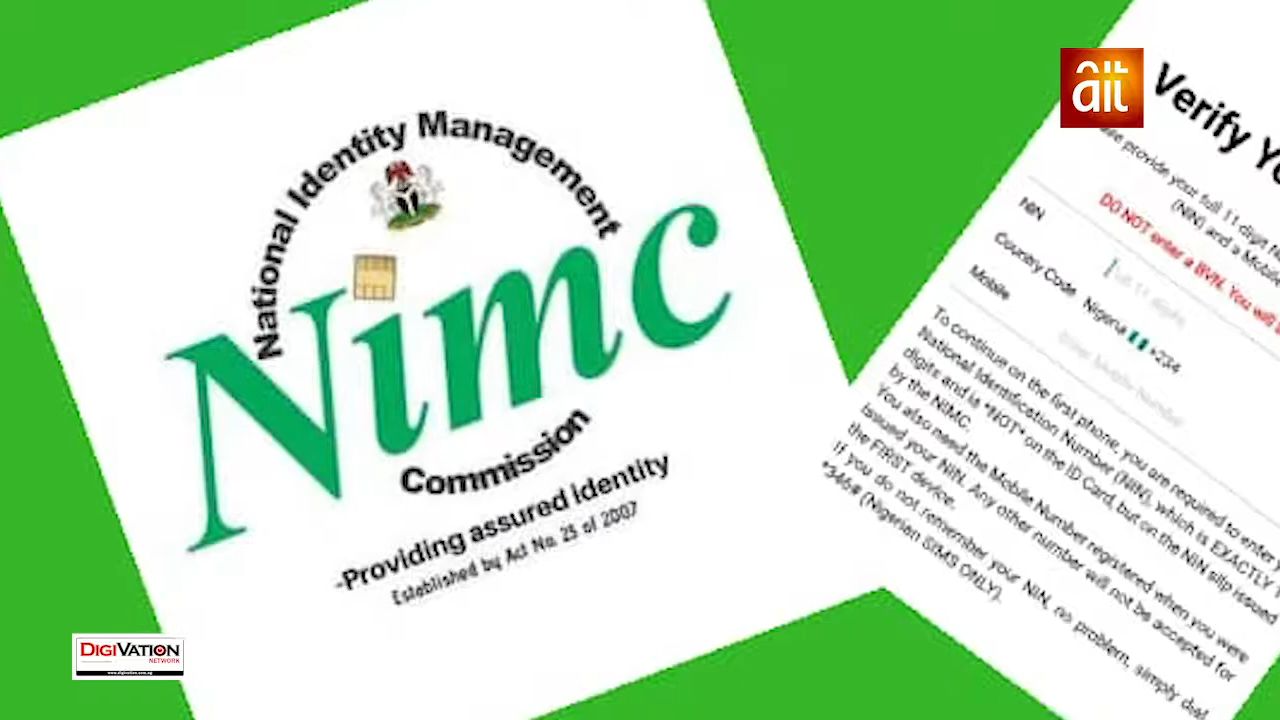 National Identity Management
Nimc
Commission
-Providing assured Identity
Established by Act No. 23 of 2007
ait
Verify
provide your full 11 digit
(NIN) and a Mobile
NIN
DO NOT enter a BVN. You will
Country Code
Nigeria +234
Mobile
To continue on the first phone, you are required to enter
National Identification Number (NIN), which is EXACTLY
digits and is *NOT* on the ID Card, but on the NIN slip issued
by the NIMC.
You also need the Mobile Number registered when you were
issued your NIN. Any other number will not be accepted for
the FIRST device.
If you do not remember your NIN, no problem, simply dial
*346# (Nigerian SIMS ONLY).
DIGIVATION
NETWORK
www.digivation.com.ng